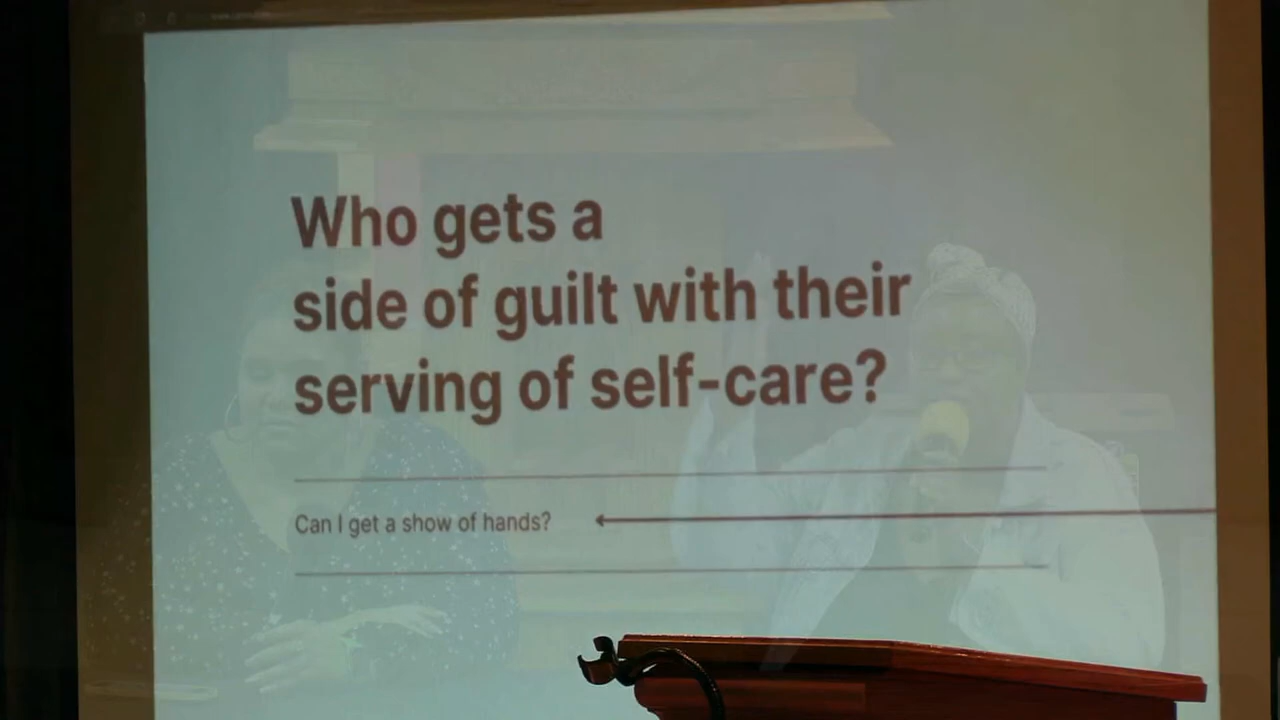 Who gets a
side of guilt with their
serving of self-care?
Can I get a show of hands?